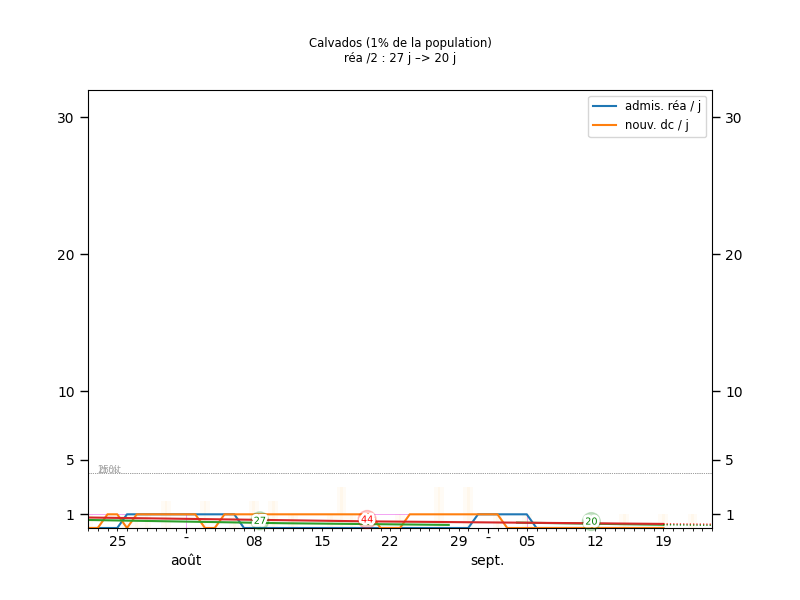 Calvados (1% de la population)
réa /2 : 27 j –> 20 j
admis. réa / j
nouv. dc / j
30 30
20 20
10 10
5 5
1 1
27 44 20
25 - 08 15 22 29 - 05 12 19
août sept.